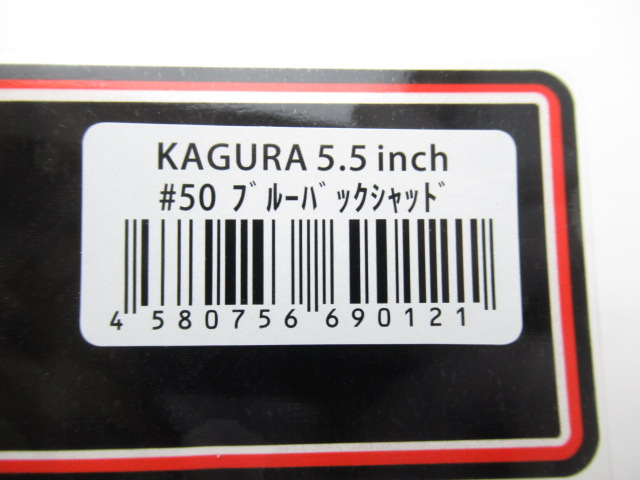 KAGURA 5.5 inch
#50 ﾌﾞﾙｰﾊﾞｯｸｼｬｯﾄﾞ
4 580756 690121